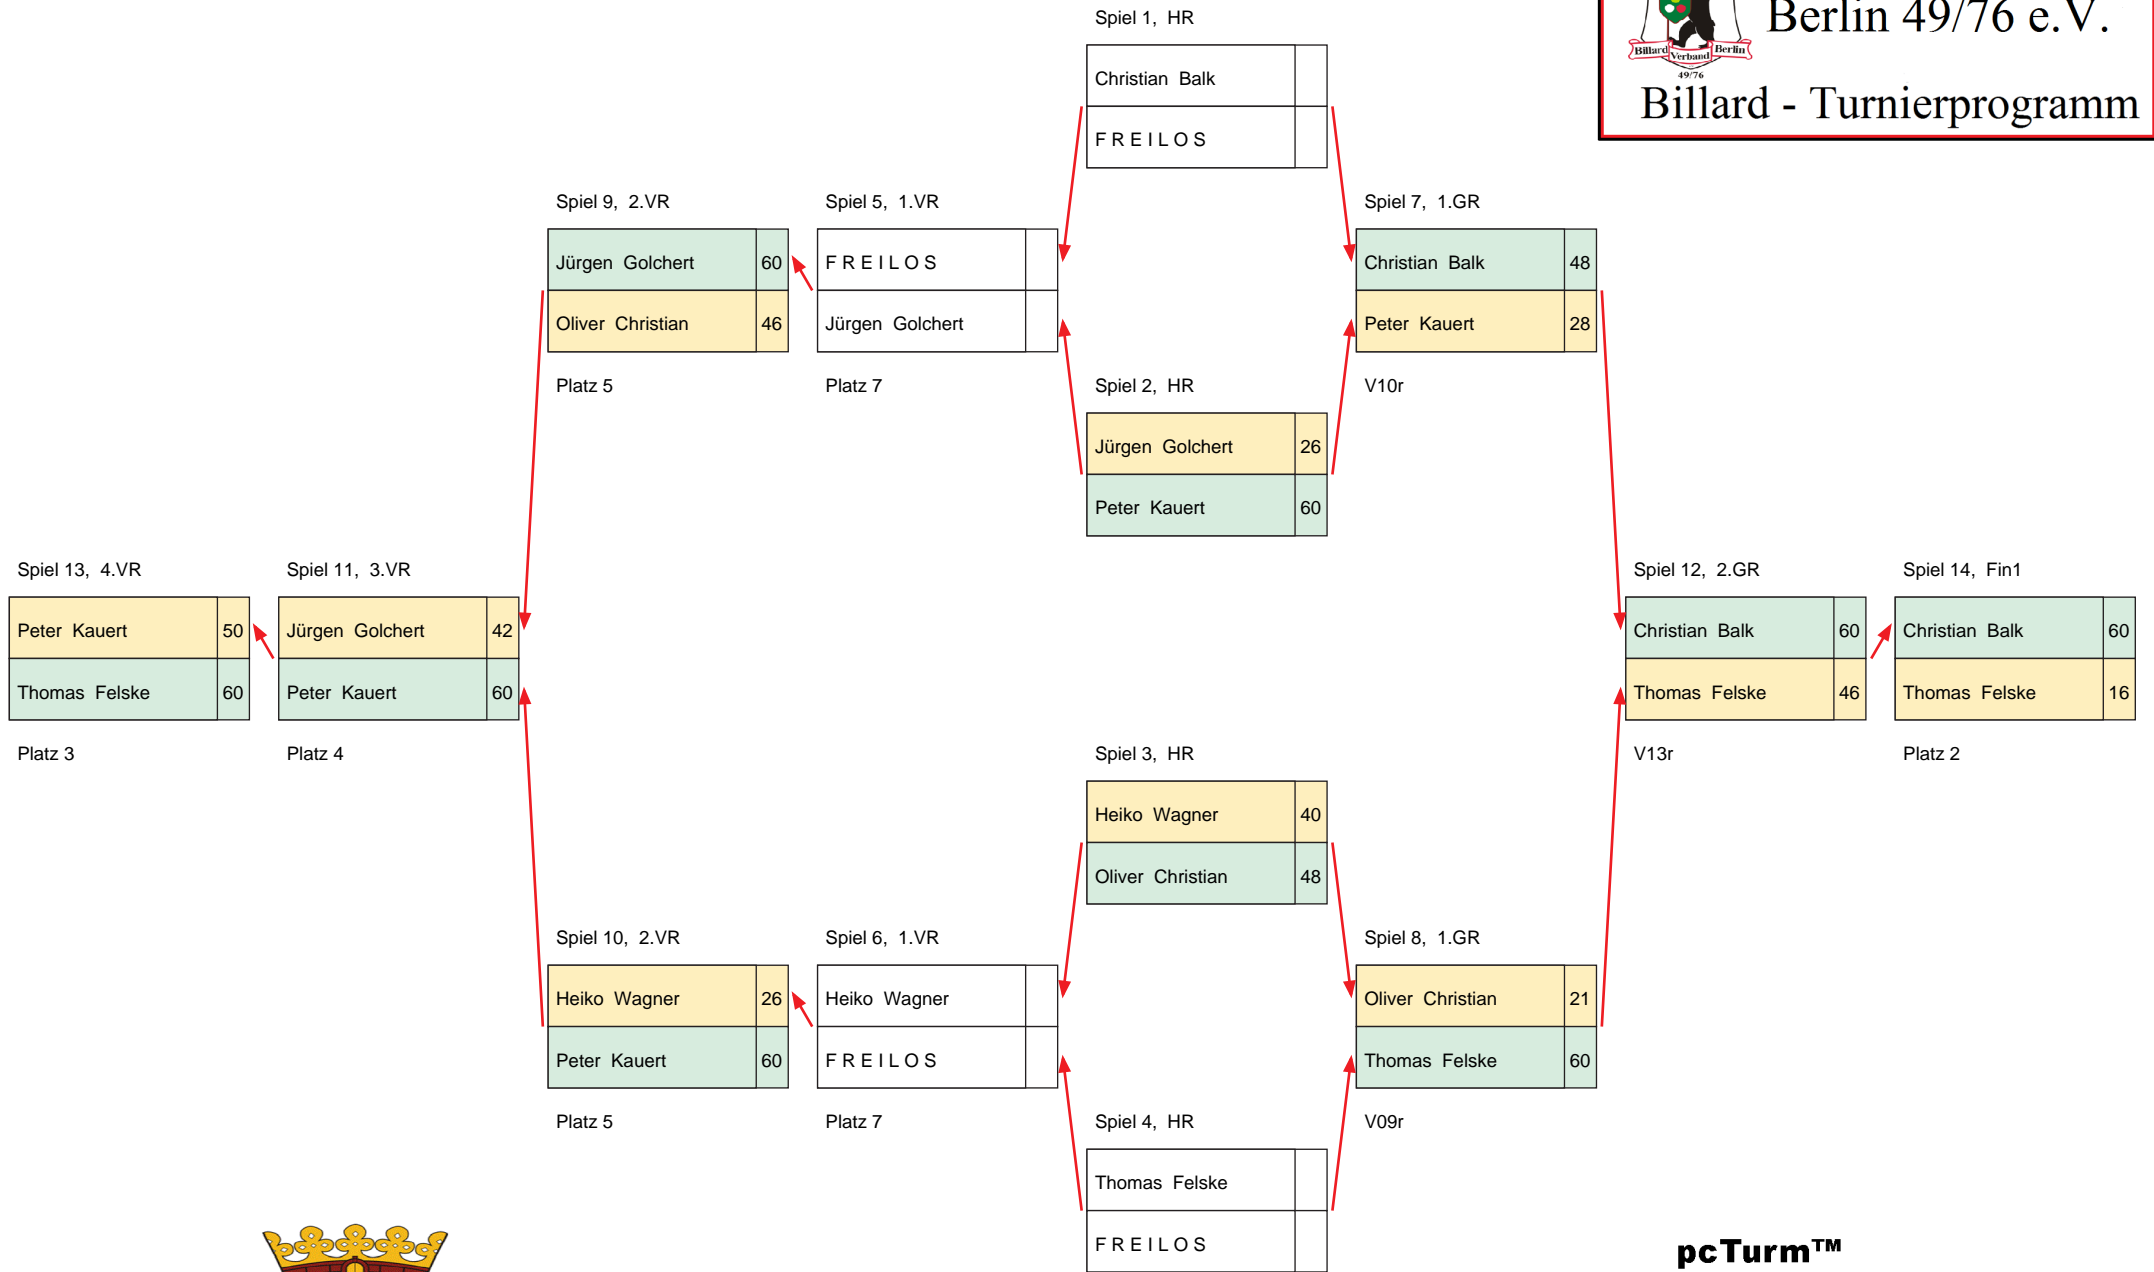 Berlin 49/76 e.V.
Billard
Verband
Berlin
49/76
Billard - Turnierprogramm
Spiel 1, HR
Christian Balk
F R E I L O S
Spiel 9, 2.VR
Jürgen Golchert 60
Oliver Christian 46
Platz 5
Spiel 5, 1.VR
F R E I L O S
Jürgen Golchert
Platz 7
Spiel 7, 1.GR
Christian Balk 48
Peter Kauert 28
V10r
Spiel 2, HR
Jürgen Golchert 26
Peter Kauert 60
Spiel 13, 4.VR
Peter Kauert 50
Thomas Felske 60
Platz 3
Spiel 11, 3.VR
Jürgen Golchert 42
Peter Kauert 60
Platz 4
Spiel 12, 2.GR
Christian Balk 60
Thomas Felske 46
V13r
Spiel 14, Fin1
Christian Balk 60
Thomas Felske 16
Platz 2
Spiel 3, HR
Heiko Wagner 40
Oliver Christian 48
Spiel 10, 2.VR
Heiko Wagner 26
Peter Kauert 60
Platz 5
Spiel 6, 1.VR
Heiko Wagner
F R E I L O S
Platz 7
Spiel 8, 1.GR
Oliver Christian 21
Thomas Felske 60
V09r
Spiel 4, HR
Thomas Felske
F R E I L O S
pcTurm™